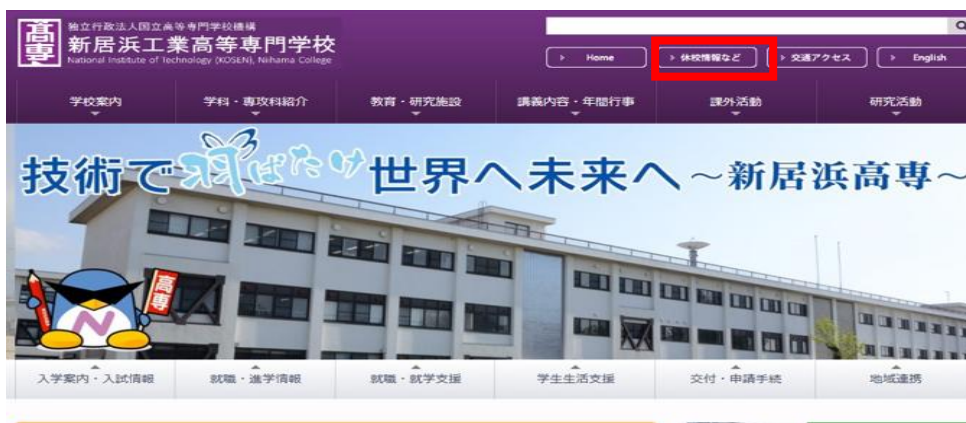 高専
独立行政法人国立高等専門学校機構
新居浜工業高等専門学校
National Institute of Technology (KOSEN), Niihama College
Home
休校情報など
交通アクセス
English
学校案内
学科・専攻科紹介
教育・研究施設
講義内容・年間行事
課外活動
研究活動
技術で羽ばたけ世界へ未来へ～新居浜高専～
高専
N
入学案内・入試情報
就職・進学情報
就職・就学支援
学生生活支援
交付・申請手続
地域連携